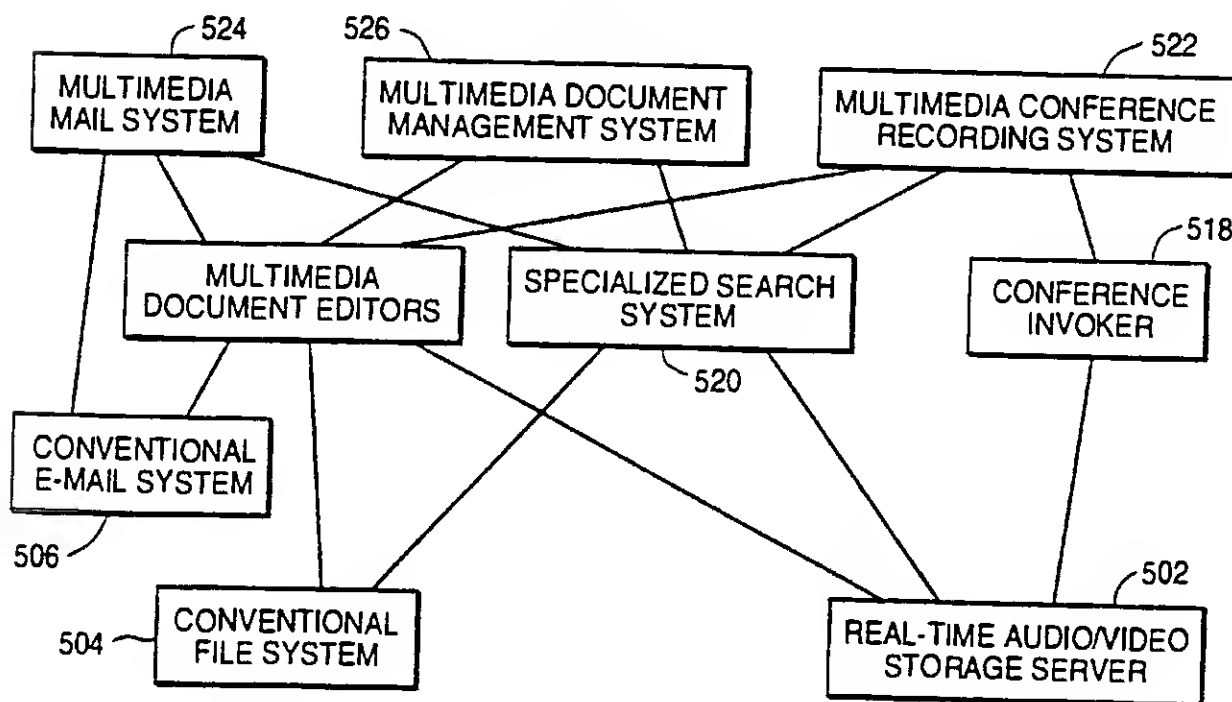 524
526
522
MULTIMEDIA
MAIL SYSTEM
MULTIMEDIA DOCUMENT
MANAGEMENT SYSTEM
MULTIMEDIA CONFERENCE
RECORDING SYSTEM
518
MULTIMEDIA
DOCUMENT EDITORS
SPECIALIZED SEARCH
SYSTEM
CONFERENCE
INVOKER
520
CONVENTIONAL
E-MAIL SYSTEM
506
502
504
CONVENTIONAL
FILE SYSTEM
REAL-TIME AUDIO/VIDEO
STORAGE SERVER